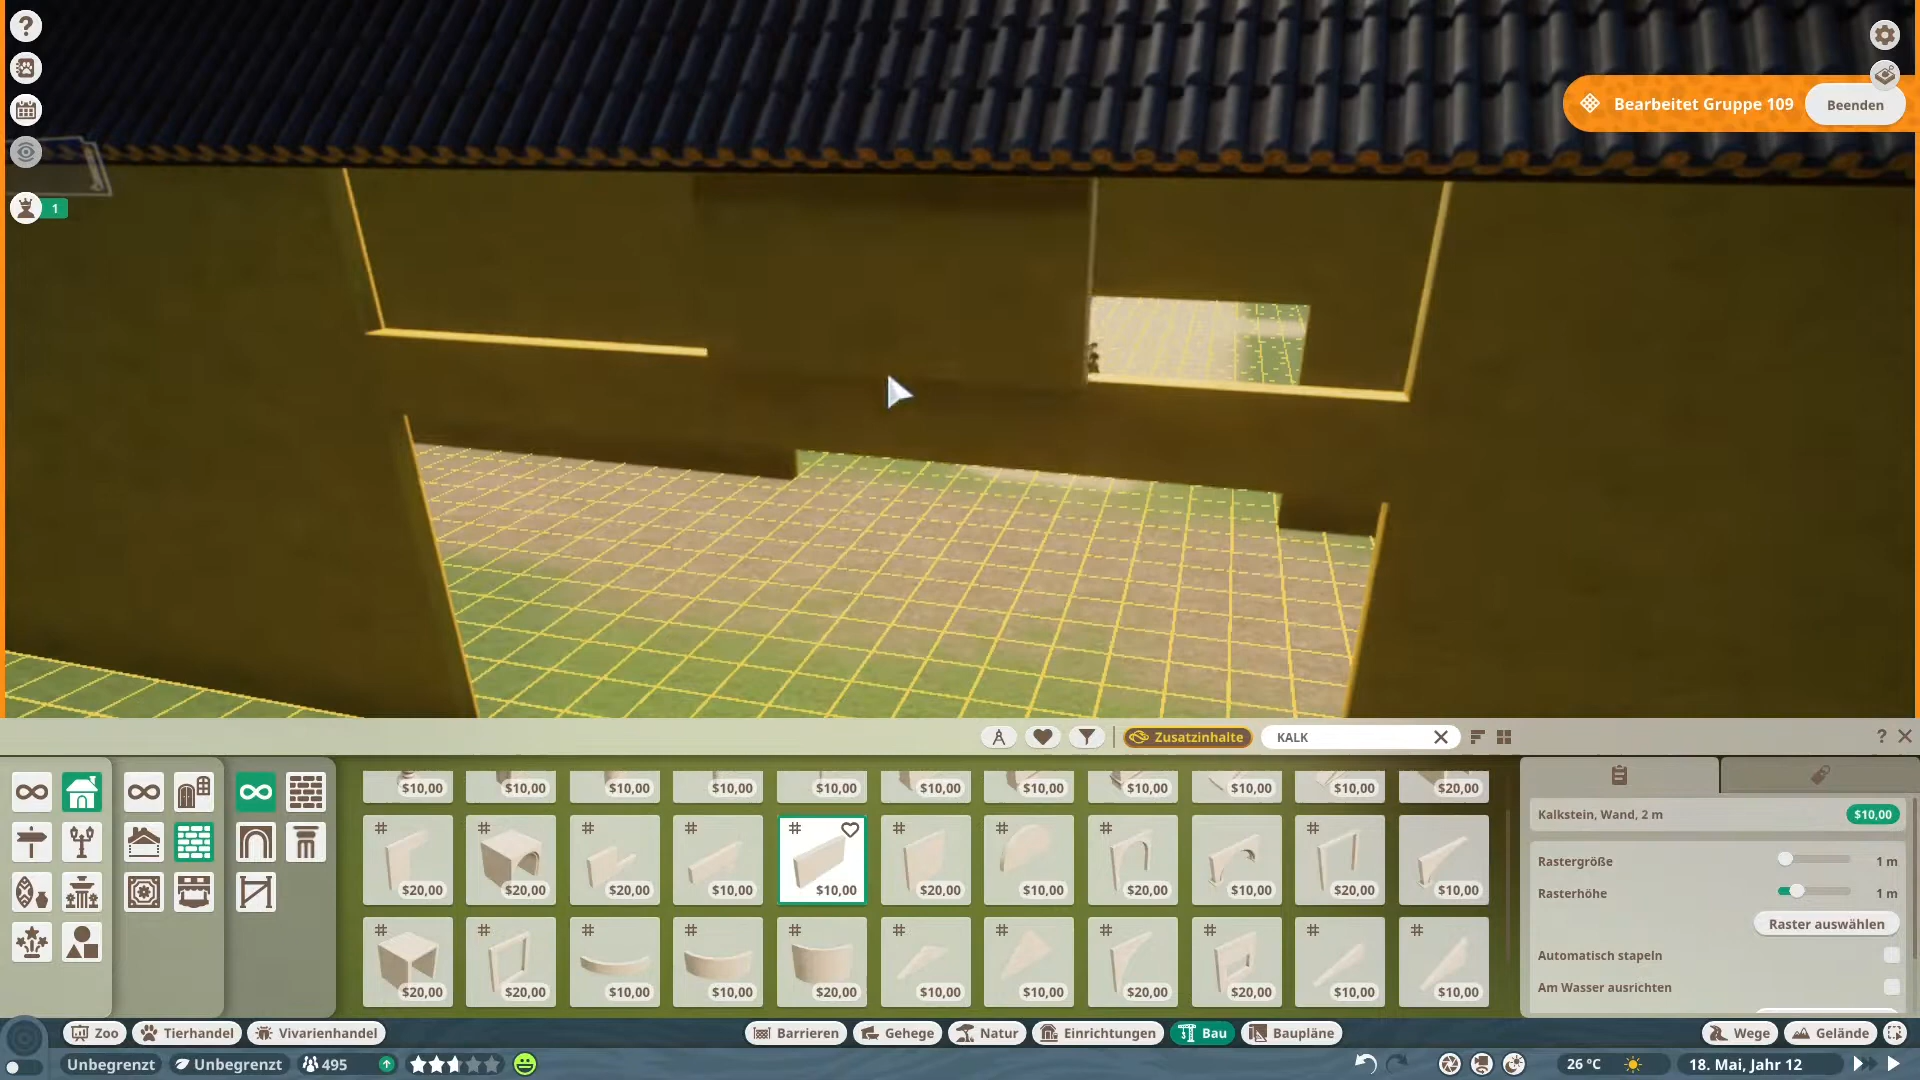 Bearbeitet Gruppe 109
Beenden
1
Zusatzinhalte
KALK
?
$10,00 $10,00 $10,00 $10,00 $10,00 $10,00 $10,00 $10,00 $10,00 $10,00 $20,00
$20,00 $20,00 $20,00 $10,00 $10,00 $20,00 $10,00 $20,00 $10,00 $20,00 $10,00
$20,00 $20,00 $10,00 $10,00 $20,00 $10,00 $10,00 $20,00 $20,00 $10,00 $10,00
Kalkstein, Wand, 2 m $10,00
Rastergröße 1 m
Rasterhöhe 1 m
Raster auswählen
Automatisch stapeln
Am Wasser ausrichten
Zoo Tierhandel Vivarienhandel Barrieren Gehege Natur Einrichtungen Bau Baupläne Wege Gelände
Unbegrenzt Unbegrenzt 495 26 °C 18. Mai, Jahr 12